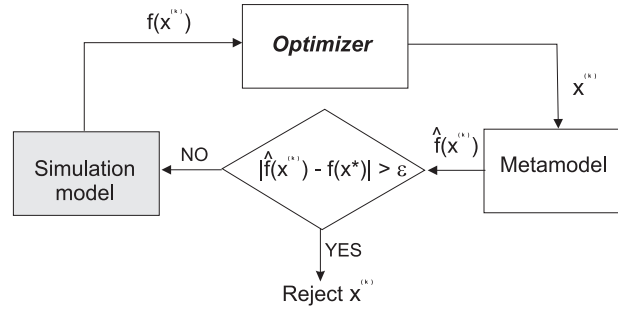 f(x⁽ᵏ⁾)
Optimizer
x⁽ᵏ⁾
f̂(x⁽ᵏ⁾)
Simulation
model
NO
|f̂(x⁽ᵏ⁾) - f(x*)| > ε
Metamodel
YES
Reject x⁽ᵏ⁾